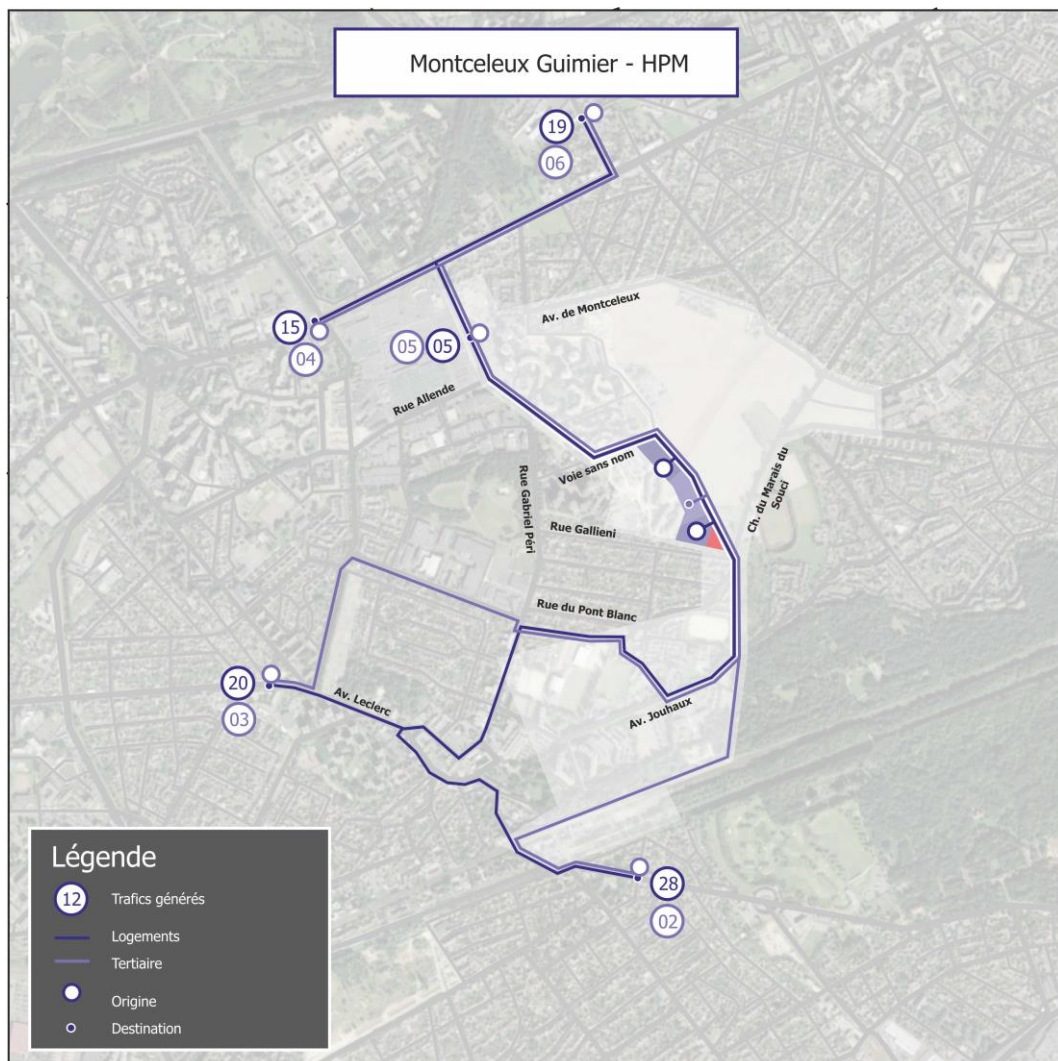 Montceleux Guimier - HPM
19
06
Av. de Montceleux
15
04
05
05
Rue Allende
Voie sans nom
Ch. du Marais du
Souci
Rue Gabriel Péri
Rue Gallieni
Rue du Pont Blanc
20
03
Av. Leclerc
Av. Jouhaux
28
02
Légende
12
Trafics générés
Logements
Tertiaire
Origine
Destination